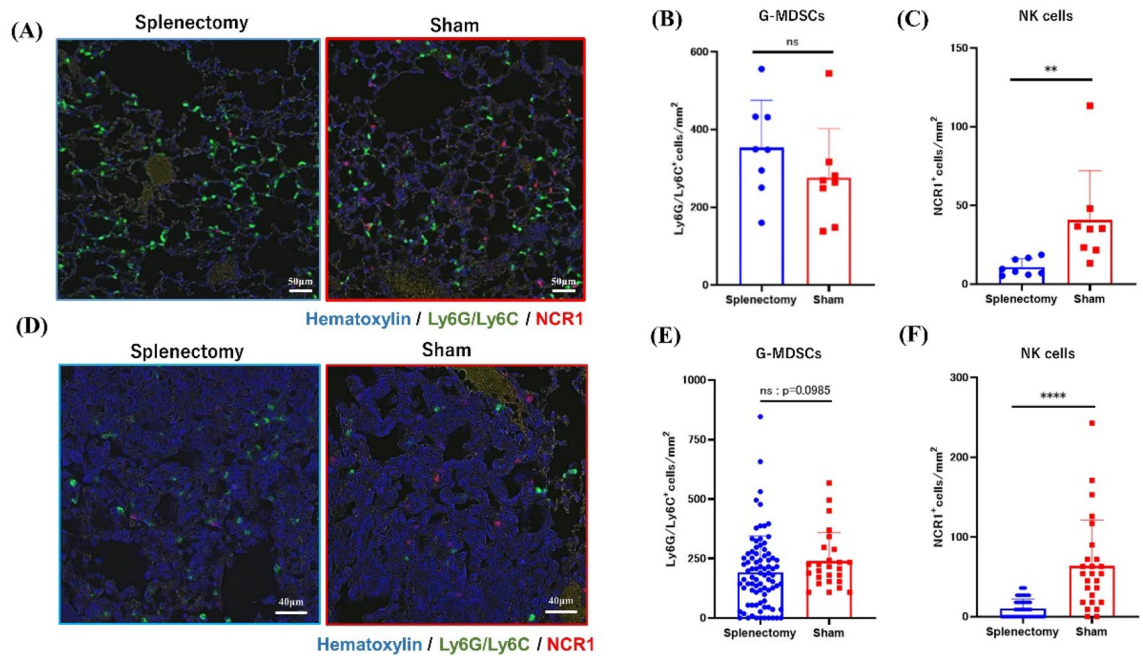 (A)
Splenectomy
Sham
50μm
50μm
Hematoxylin / Ly6G/Ly6C / NCR1
(B)
G-MDSCs
ns
600
400
200
0
Ly6G/Ly6C⁺cells/mm²
Splenectomy
Sham
(C)
NK cells
**
150
100
50
0
NCR1⁺cells/mm²
Splenectomy
Sham
(D)
Splenectomy
Sham
40μm
40μm
Hematoxylin / Ly6G/Ly6C / NCR1
(E)
G-MDSCs
ns : p=0.0985
1000
750
500
250
0
Ly6G/Ly6C⁺cells/mm²
Splenectomy
Sham
(F)
NK cells
****
300
200
100
0
NCR1⁺cells/mm²
Splenectomy
Sham